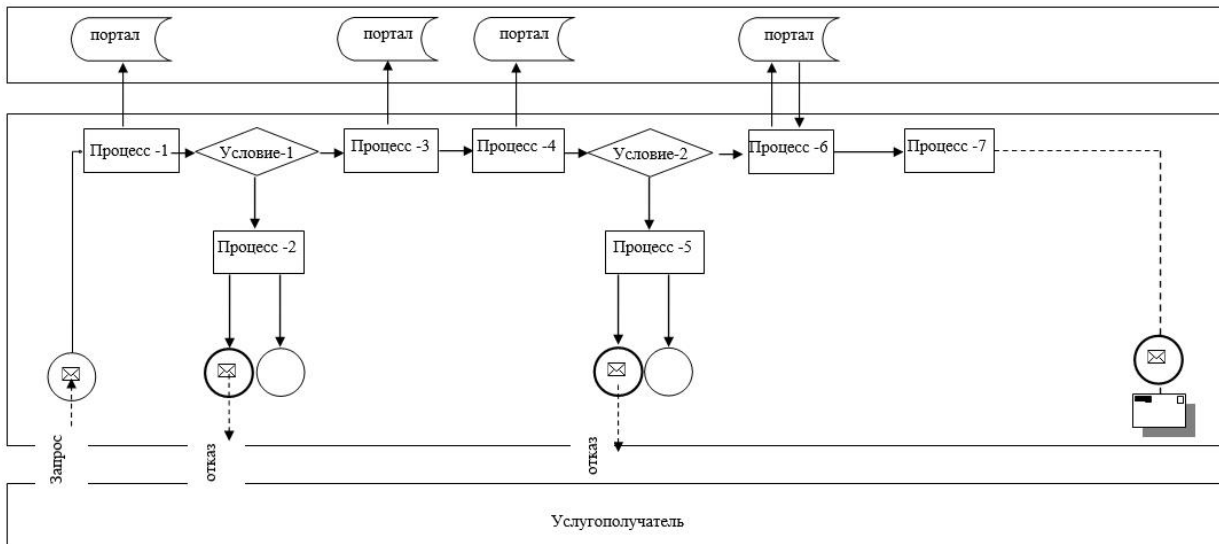 портал
портал
портал
портал
Процесс -1
Условие-1
Процесс -3
Процесс -4
Условие-2
Процесс -6
Процесс -7
Процесс -2
Процесс -5
Запрос
отказ
отказ
Услугополучатель